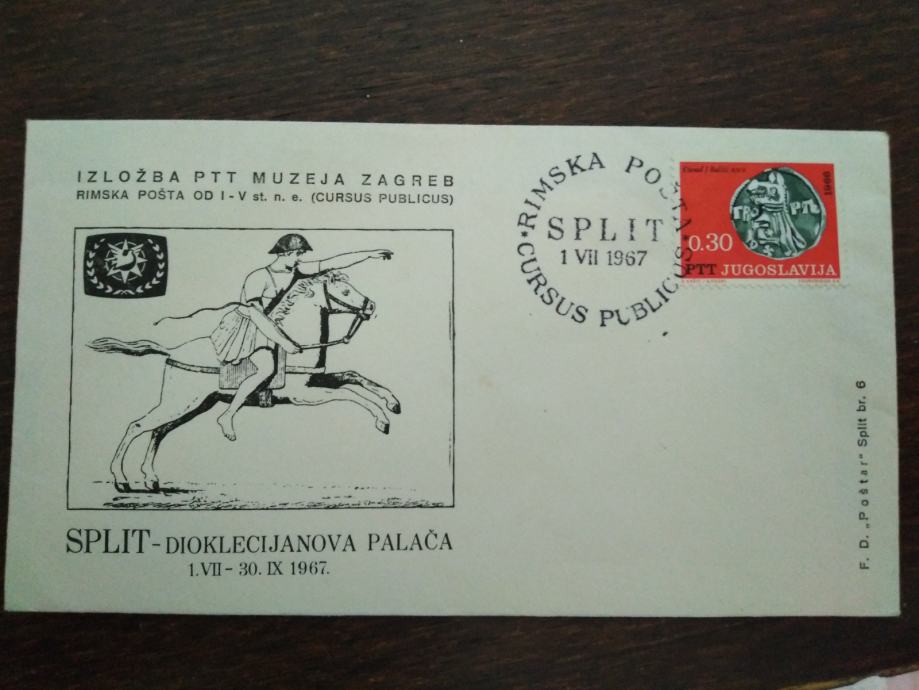 IZLOŽBA PTT MUZEJA ZAGREB
RIMSKA POŠTA OD I - V st. n. e. (CURSUS PUBLICUS)
SPLIT - DIOKLECIJANOVA PALAČA
1. VII - 30. IX 1967.
RIMSKA POŠTA
SPLIT
1 VII 1967
*CURSUS PUBLICUS
1966
0.30
PTT JUGOSLAVIJA
F. D. „Poštar" Split br. 6